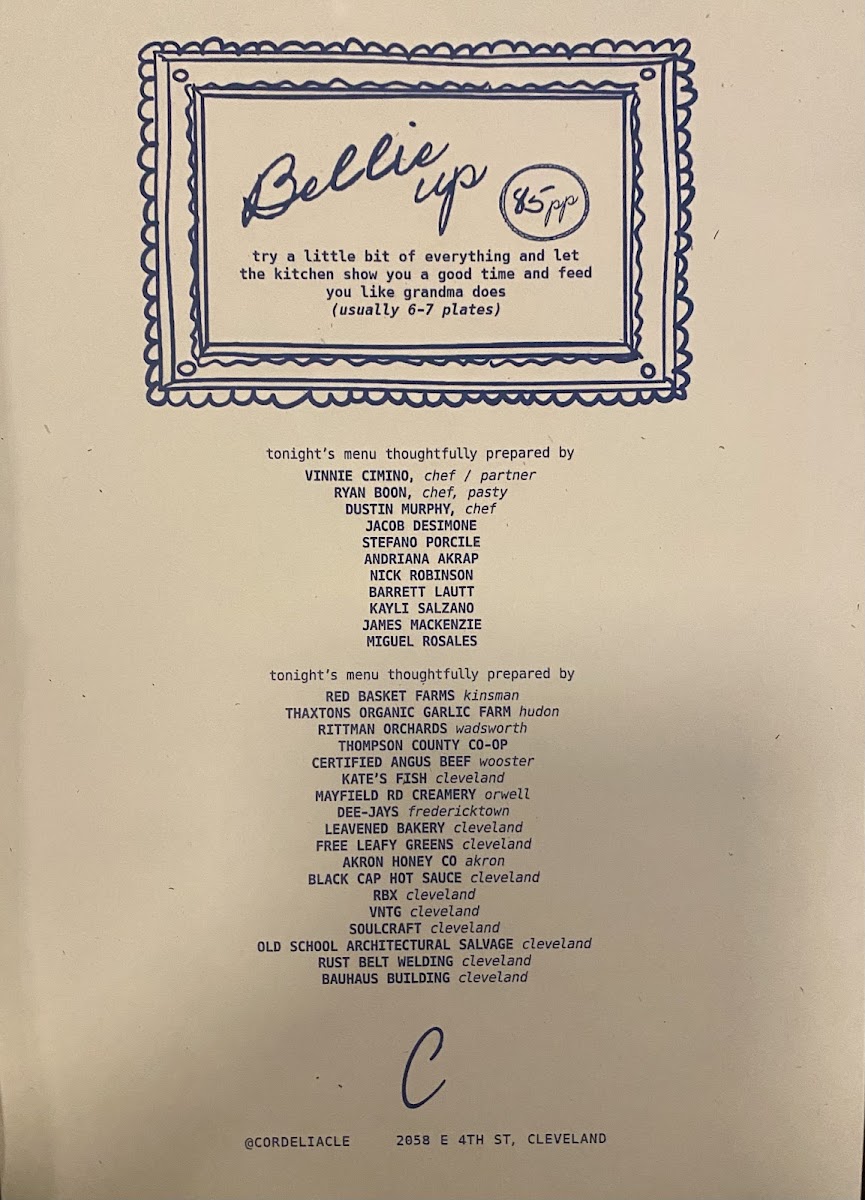 Bellie
up
85pp
try a little bit of everything and let
the kitchen show you a good time and feed
you like grandma does
(usually 6-7 plates)
tonight's menu thoughtfully prepared by
VINNIE CIMINO, chef / partner
RYAN BOON, chef, pasty
DUSTIN MURPHY, chef
JACOB DESIMONE
STEFANO PORCILE
ANDRIANA AKRAP
NICK ROBINSON
BARRETT LAUTT
KAYLI SALZANO
JAMES MACKENZIE
MIGUEL ROSALES
tonight's menu thoughtfully prepared by
RED BASKET FARMS kinsman
THAXTONS ORGANIC GARLIC FARM hudon
RITTMAN ORCHARDS wadsworth
THOMPSON COUNTY CO-OP
CERTIFIED ANGUS BEEF wooster
KATE'S FISH cleveland
MAYFIELD RD CREAMERY orwell
DEE-JAYS fredericktown
LEAVENED BAKERY cleveland
FREE LEAFY GREENS cleveland
AKRON HONEY CO akron
BLACK CAP HOT SAUCE cleveland
RBX cleveland
VNTG cleveland
SOULCRAFT cleveland
OLD SCHOOL ARCHITECTURAL SALVAGE cleveland
RUST BELT WELDING cleveland
BAUHAUS BUILDING cleveland
C
@CORDELIACLE 2058 E 4TH ST, CLEVELAND